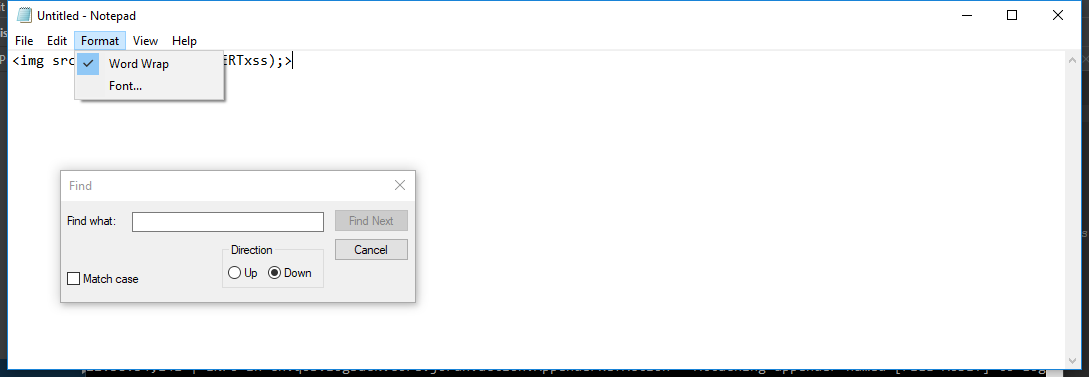 Untitled - Notepad
File Edit Format View Help
<img src ERTxss);>
Word Wrap
Font...
Find
Find what:
Find Next
Direction
Cancel
Up Down
Match case